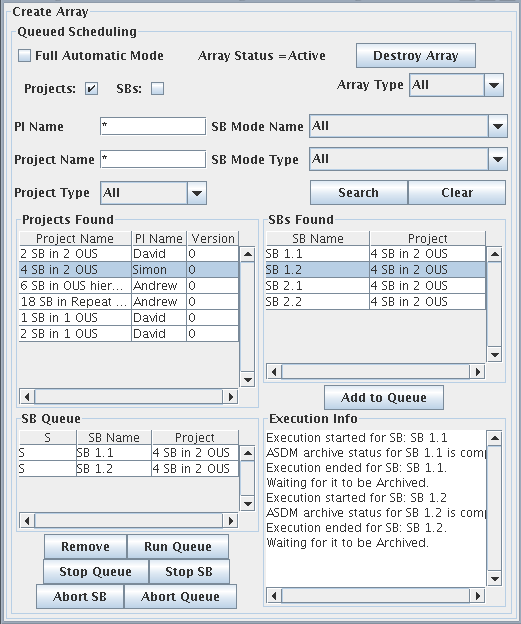 Create Array
Queued Scheduling
Full Automatic Mode Array Status =Active Destroy Array
Projects: SBs: Array Type All
PI Name * SB Mode Name All
Project Name * SB Mode Type All
Project Type All Search Clear
Projects Found
Project Name PI Name Version
2 SB in 2 OUS David 0
4 SB in 2 OUS Simon 0
6 SB in OUS hier... Andrew 0
18 SB in Repeat ... Andrew 0
1 SB in 1 OUS David 0
2 SB in 1 OUS David 0
SBs Found
SB Name Project
SB 1.1 4 SB in 2 OUS
SB 1.2 4 SB in 2 OUS
SB 2.1 4 SB in 2 OUS
SB 2.2 4 SB in 2 OUS
Add to Queue
SB Queue
S SB Name Project
S SB 1.1 4 SB in 2 OUS
S SB 1.2 4 SB in 2 OUS
Remove Run Queue
Stop Queue Stop SB
Abort SB Abort Queue
Execution Info
Execution started for SB: SB 1.1
ASDM archive status for SB 1.1 is comp
Execution ended for SB: SB 1.1.
Waiting for it to be Archived.
Execution started for SB: SB 1.2
ASDM archive status for SB 1.2 is comp
Execution ended for SB: SB 1.2.
Waiting for it to be Archived.